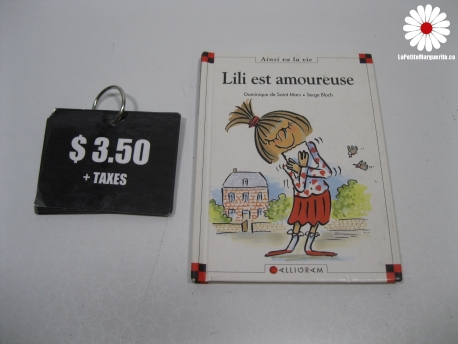 LaPetiteMarguerite.ca
$ 3.50
+ TAXES
Ainsi va la vie
Lili est amoureuse
Dominique de Saint Mars • Serge Bloch
CALLIGRAM